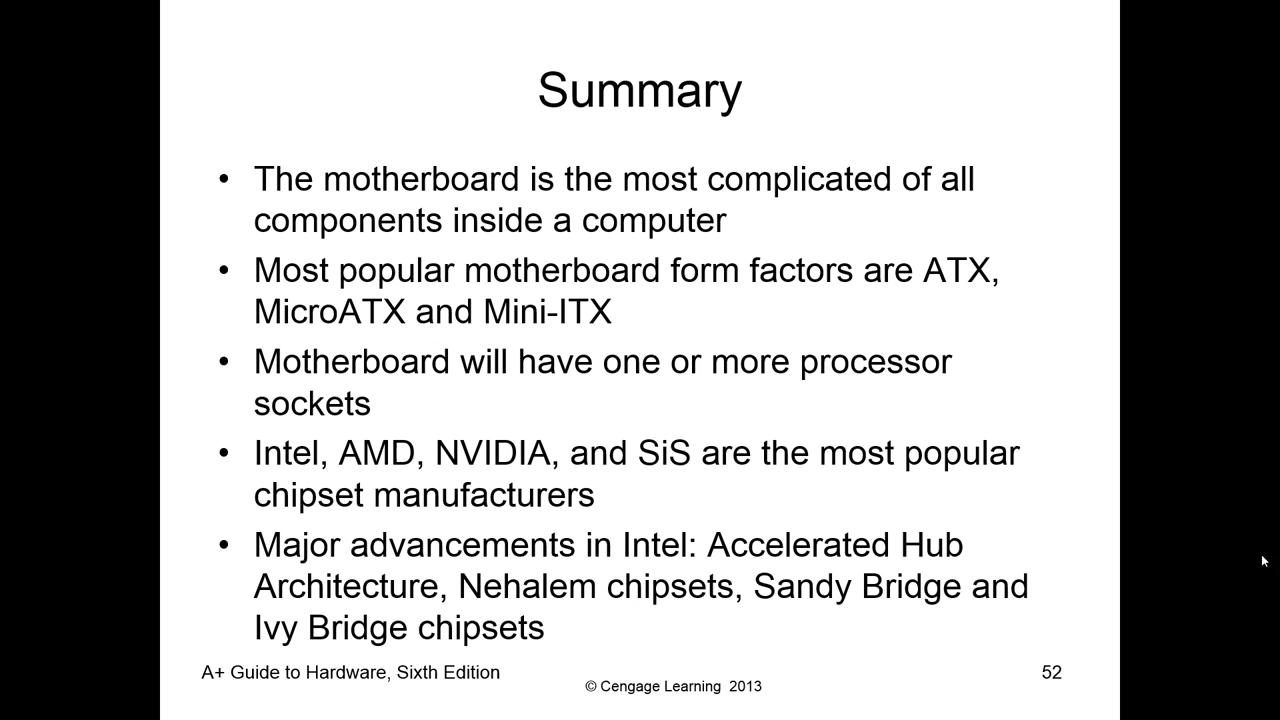 Summary
• The motherboard is the most complicated of all
components inside a computer
• Most popular motherboard form factors are ATX,
MicroATX and Mini-ITX
• Motherboard will have one or more processor
sockets
• Intel, AMD, NVIDIA, and SiS are the most popular
chipset manufacturers
• Major advancements in Intel: Accelerated Hub
Architecture, Nehalem chipsets, Sandy Bridge and
Ivy Bridge chipsets
A+ Guide to Hardware, Sixth Edition
© Cengage Learning 2013
52